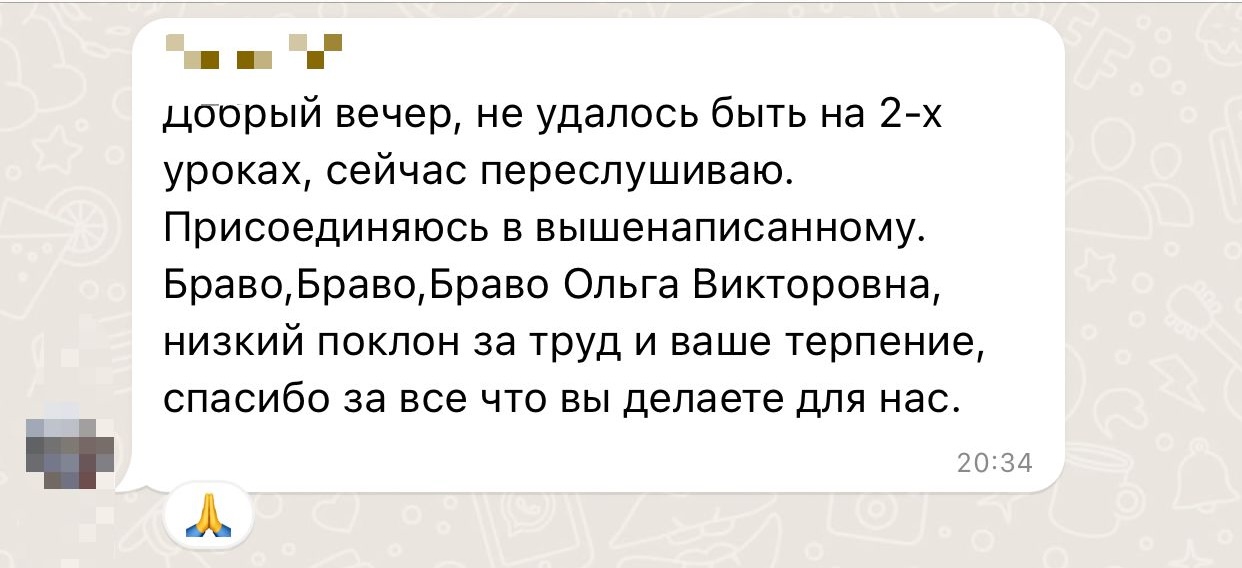 Добрый вечер, не удалось быть на 2-х
уроках, сейчас переслушиваю.
Присоединяюсь в вышенаписанному.
Браво,Браво,Браво Ольга Викторовна,
низкий поклон за труд и ваше терпение,
спасибо за все что вы делаете для нас.
20:34